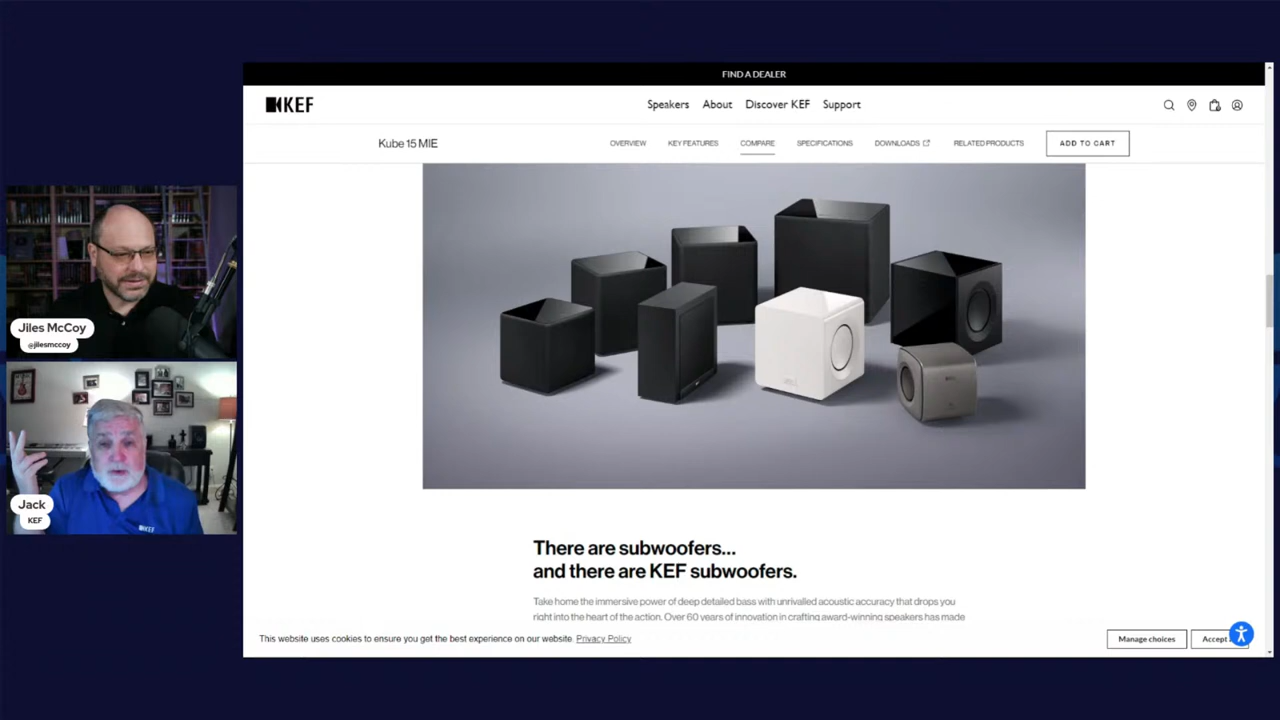 FIND A DEALER
KEF
Speakers About Discover KEF Support
Kube 15 MIE
OVERVIEW KEY FEATURES COMPARE SPECIFICATIONS DOWNLOADS RELATED PRODUCTS ADD TO CART
Jiles McCoy
@jilesmccoy
Jack
KEF
KEF
There are subwoofers...
and there are KEF subwoofers.
Take home the immersive power of deep detailed bass with unrivalled acoustic accuracy that drops you
right into the heart of the action. Over 60 years of innovation in crafting award-winning speakers has made
This website uses cookies to ensure you get the best experience on our website. Privacy Policy
Manage choices
Accept